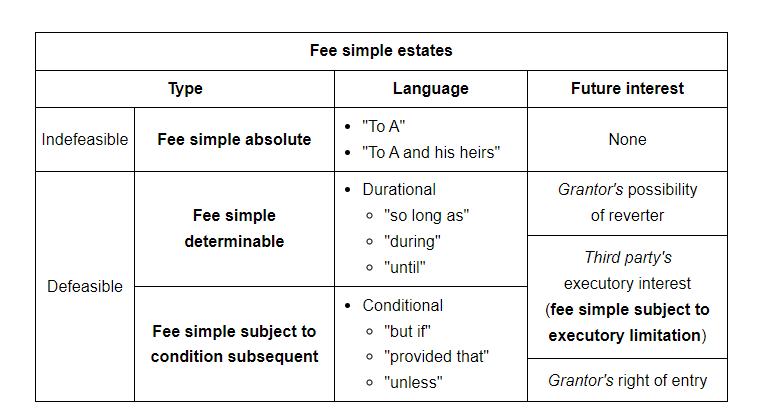 Fee simple estates
Type
Language
Future interest
Indefeasible
Fee simple absolute
• "To A"
• "To A and his heirs"
None
Defeasible
Fee simple
determinable
• Durational
○ "so long as"
○ "during"
○ "until"
Grantor's possibility
of reverter
Third party's
executory interest
(fee simple subject to
executory limitation)
Fee simple subject to
condition subsequent
• Conditional
○ "but if"
○ "provided that"
○ "unless"
Grantor's right of entry